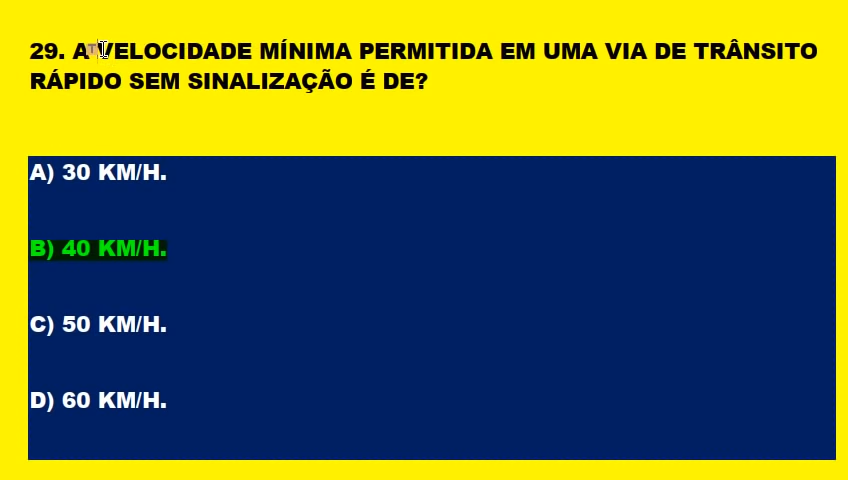 29. A VELOCIDADE MÍNIMA PERMITIDA EM UMA VIA DE TRÂNSITO
RÁPIDO SEM SINALIZAÇÃO É DE?
A) 30 KM/H.
B) 40 KM/H.
C) 50 KM/H.
D) 60 KM/H.